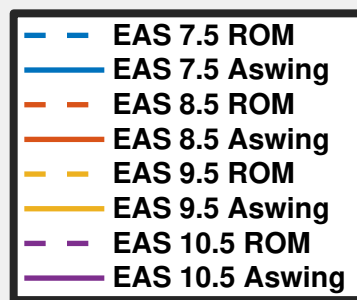 EAS 7.5 ROM
EAS 7.5 Aswing
EAS 8.5 ROM
EAS 8.5 Aswing
EAS 9.5 ROM
EAS 9.5 Aswing
EAS 10.5 ROM
EAS 10.5 Aswing